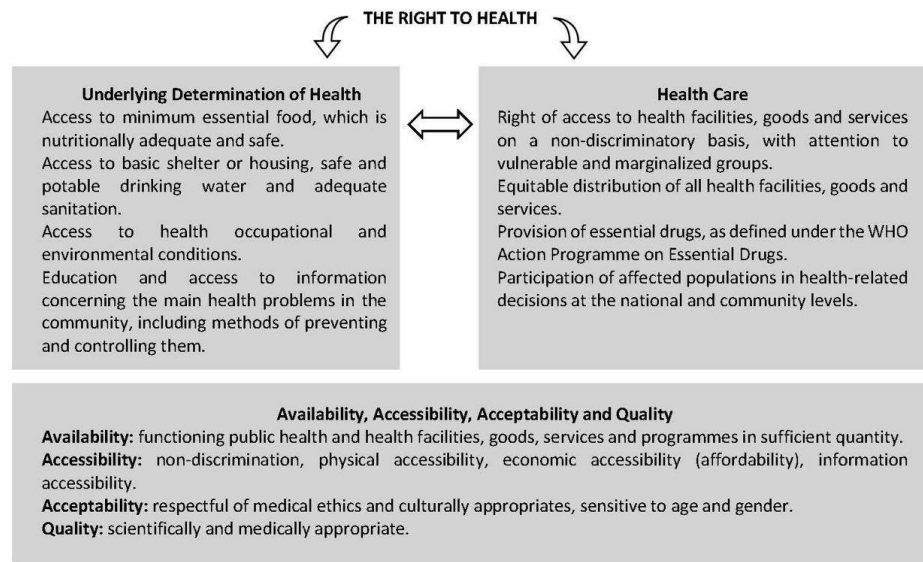 THE RIGHT TO HEALTH
Underlying Determination of Health
Access to minimum essential food, which is
nutritionally adequate and safe.
Access to basic shelter or housing, safe and
potable drinking water and adequate
sanitation.
Access to health occupational and
environmental conditions.
Education and access to information
concerning the main health problems in the
community, including methods of preventing
and controlling them.
Health Care
Right of access to health facilities, goods and services
on a non-discriminatory basis, with attention to
vulnerable and marginalized groups.
Equitable distribution of all health facilities, goods and
services.
Provision of essential drugs, as defined under the WHO
Action Programme on Essential Drugs.
Participation of affected populations in health-related
decisions at the national and community levels.
Availability, Accessibility, Acceptability and Quality
Availability: functioning public health and health facilities, goods, services and programmes in sufficient quantity.
Accessibility: non-discrimination, physical accessibility, economic accessibility (affordability), information
accessibility.
Acceptability: respectful of medical ethics and culturally appropriates, sensitive to age and gender.
Quality: scientifically and medically appropriate.